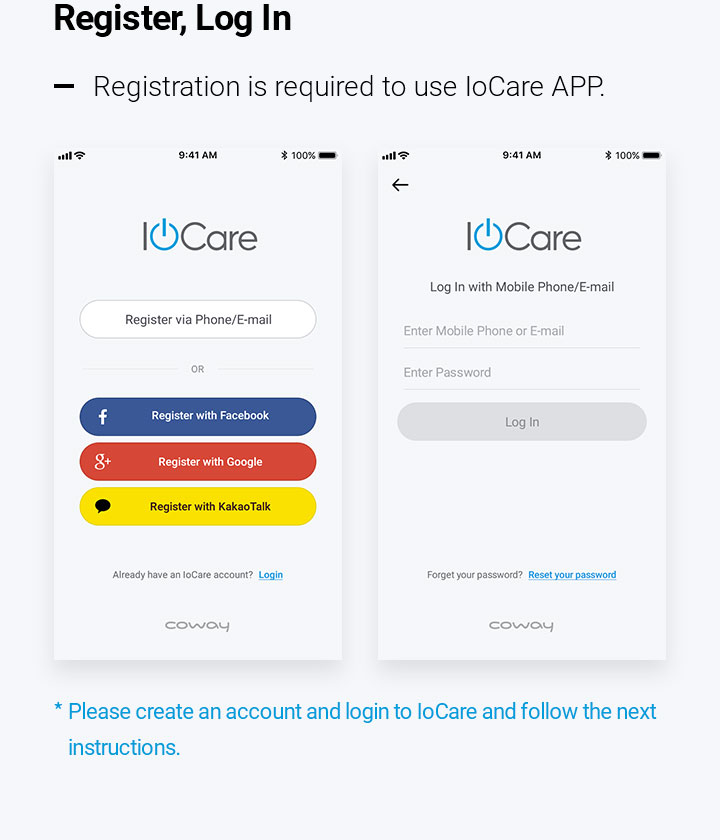 Register, Log In
Registration is required to use IoCare APP.
9:41 AM
100%
IoCare
Register via Phone/E-mail
OR
f
Register with Facebook
g+
Register with Google
Register with KakaoTalk
Already have an IoCare account? Login
coway
9:41 AM
100%
IoCare
Log In with Mobile Phone/E-mail
Enter Mobile Phone or E-mail
Enter Password
Log In
Forget your password? Reset your password
coway
* Please create an account and login to IoCare and follow the next
instructions.